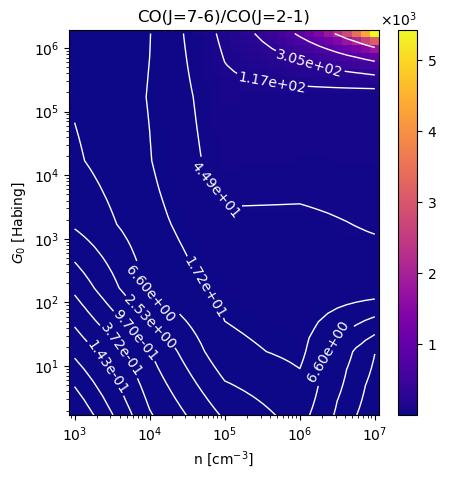 CO(J=7-6)/CO(J=2-1)
×10³
10⁶
10⁵
10⁴
10³
10²
10¹
G₀ [Habing]
3.05e+02
1.17e+02
4.49e+01
1.72e+01
6.60e+00
2.53e+00
9.70e-01
3.72e-01
1.43e-01
6.60e+00
5
4
3
2
1
10³
10⁴
10⁵
10⁶
10⁷
n [cm⁻³]